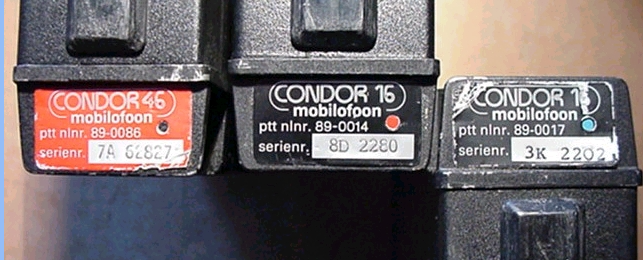 CONDOR 46
mobilofoon
ptt nlnr. 89-0086
serienr. 7A 62827
CONDOR 16
mobilofoon
ptt nlnr. 89-0014
serienr. 8D 2280
CONDOR
mobilofoon
ptt nlnr. 89-0017
serienr. 3K 2202